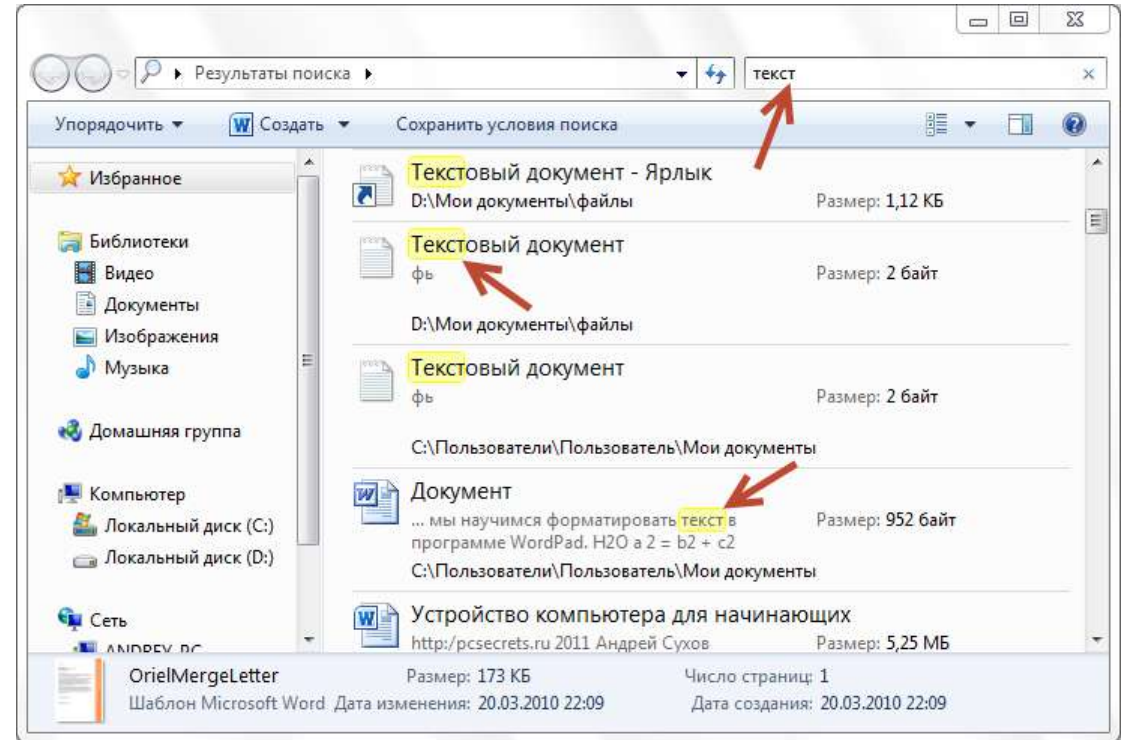 Результаты поиска
текст
Упорядочить
Создать
Сохранить условия поиска
Избранное
Библиотеки
Видео
Документы
Изображения
Музыка
Домашняя группа
Компьютер
Локальный диск (C:)
Локальный диск (D:)
Сеть
ANDREY-PC
Текстовый документ - Ярлык
D:\Мои документы\файлы Размер: 1,12 КБ
Текстовый документ
фь Размер: 2 байт
D:\Мои документы\файлы
Текстовый документ
фь Размер: 2 байт
C:\Пользователи\Пользователь\Мои документы
Документ
... мы научимся форматировать текст в Размер: 952 байт
программе WordPad. H2O a 2 = b2 + c2
C:\Пользователи\Пользователь\Мои документы
Устройство компьютера для начинающих
http:/pcsecrets.ru 2011 Андрей Сухов Размер: 5,25 МБ
OrielMergeLetter Размер: 173 КБ Число страниц: 1
Шаблон Microsoft Word Дата изменения: 20.03.2010 22:09 Дата создания: 20.03.2010 22:09